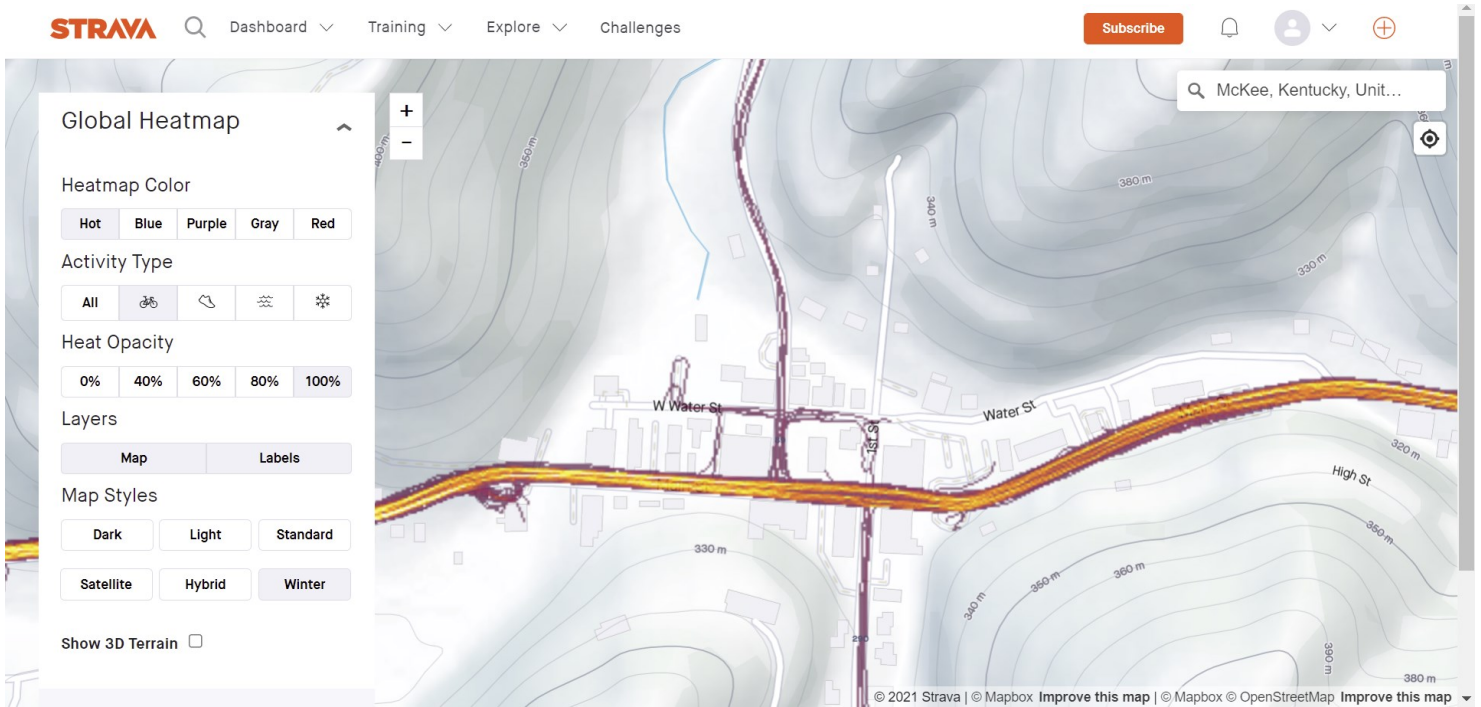 STRAVA Dashboard Training Explore Challenges Subscribe
McKee, Kentucky, Unit...
Global Heatmap
+
−
Heatmap Color
Hot Blue Purple Gray Red
Activity Type
All
Heat Opacity
0% 40% 60% 80% 100%
Layers
Map Labels
Map Styles
Dark Light Standard
Satellite Hybrid Winter
Show 3D Terrain
400 m
350 m
380 m
340 m
330 m
W Water St
Water St
1st St
320 m
High St
350 m
330 m
360 m
350 m
340 m
290
390 m
380 m
© 2021 Strava | © Mapbox Improve this map | © Mapbox © OpenStreetMap Improve this map